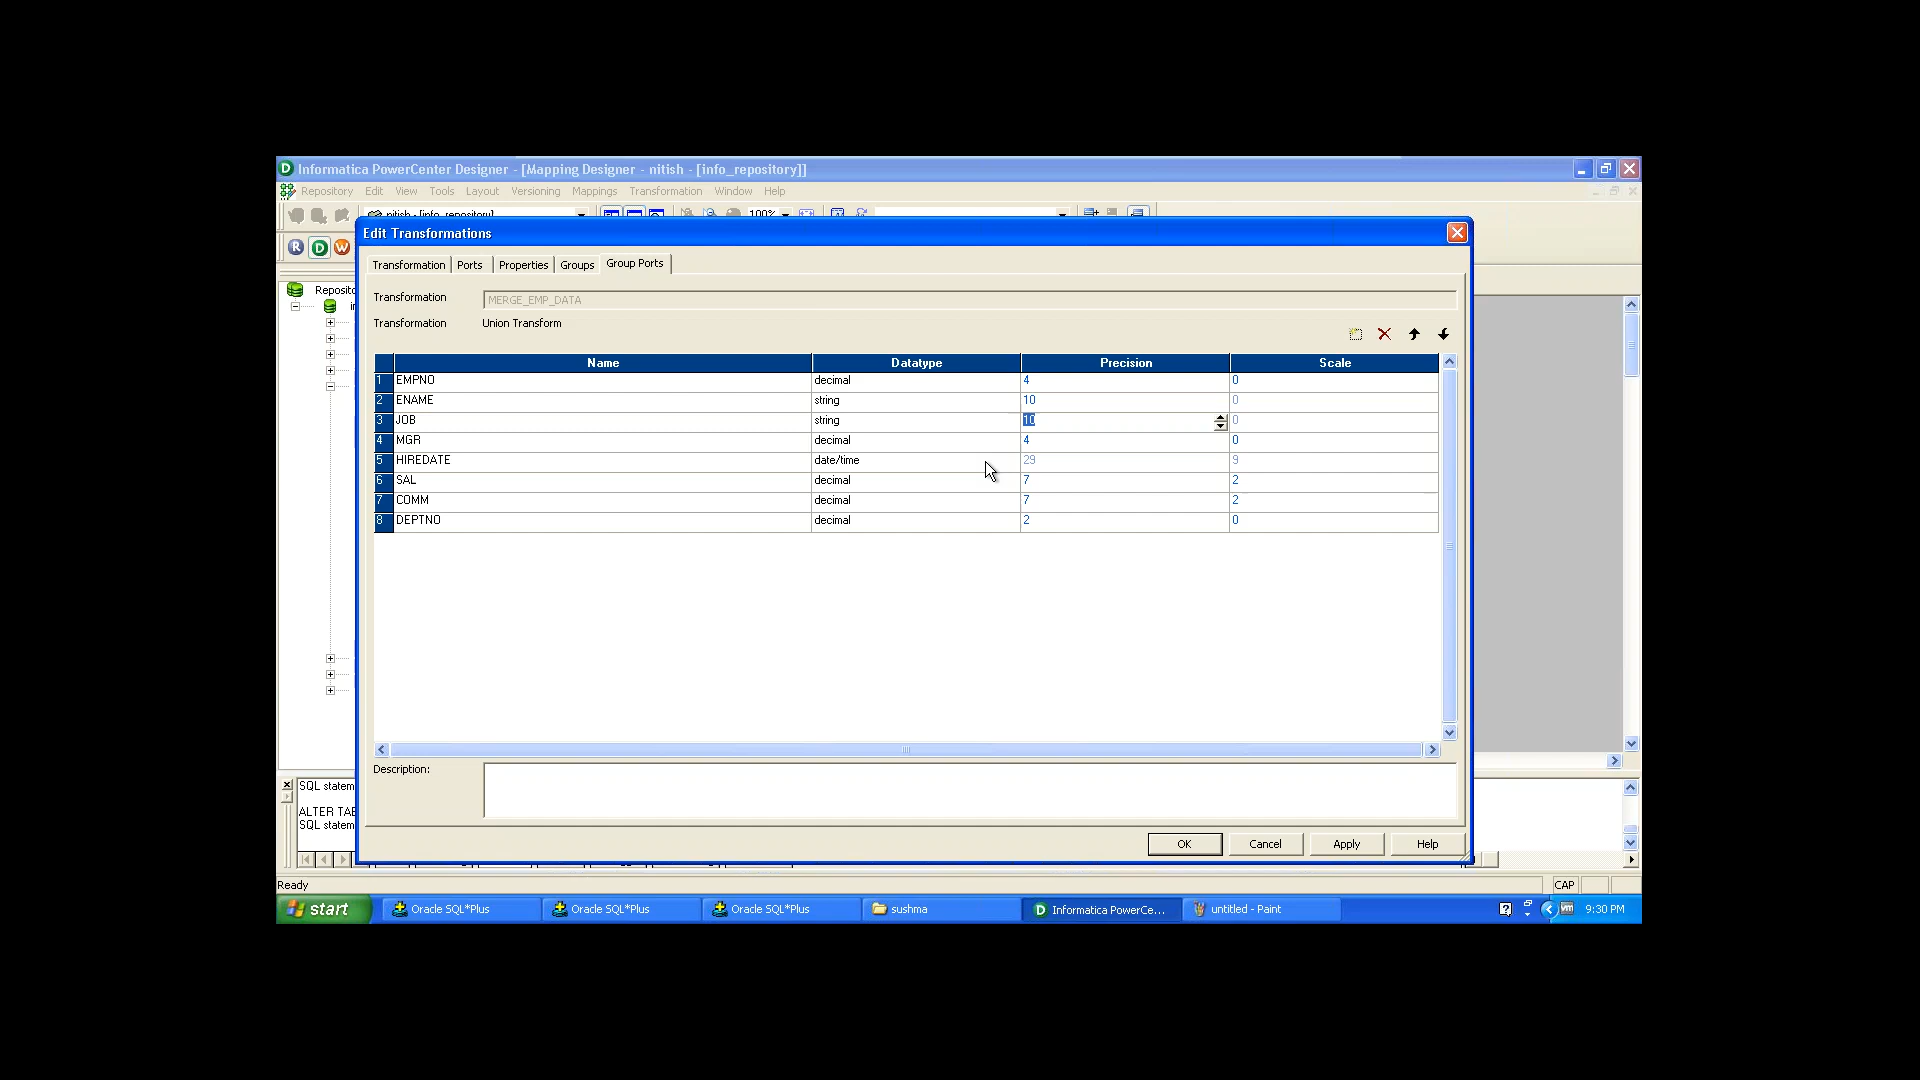 Informatica PowerCenter Designer - [Mapping Designer - nitish - [info_repository]]
Repository Edit View Tools Layout Versioning Mappings Transformation Window Help
nitish - [info_repository] 100%
R D W
Edit Transformations
Transformation Ports Properties Groups Group Ports
Reposito
Transformation MERGE_EMP_DATA
Transformation Union Transform
Name Datatype Precision Scale
1 EMPNO decimal 4 0
2 ENAME string 10 0
3 JOB string 10 0
4 MGR decimal 4 0
5 HIREDATE date/time 29 9
6 SAL decimal 7 2
7 COMM decimal 7 2
8 DEPTNO decimal 2 0
Description:
SQL statem
ALTER TAB
SQL statem
OK Cancel Apply Help
Ready CAP
start Oracle SQL*Plus Oracle SQL*Plus Oracle SQL*Plus sushma Informatica PowerCe... untitled - Paint 9:30 PM